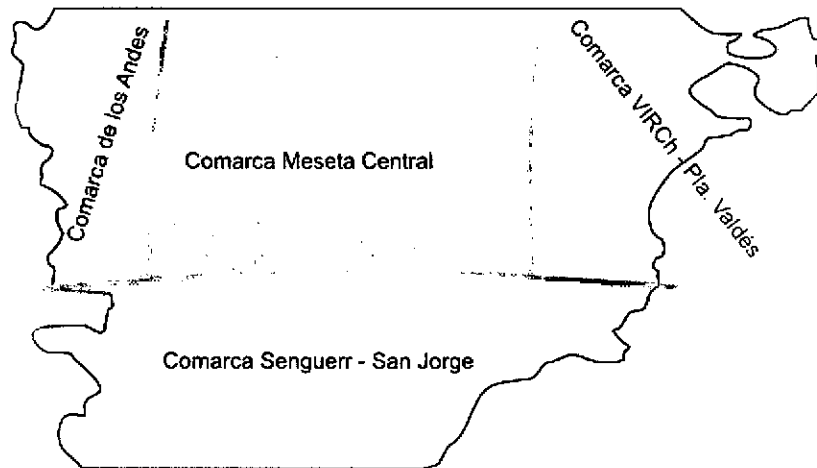 Comarca de los Andes
Comarca Meseta Central
Comarca VIRCh - Pla. Valdés
Comarca Senguerr - San Jorge